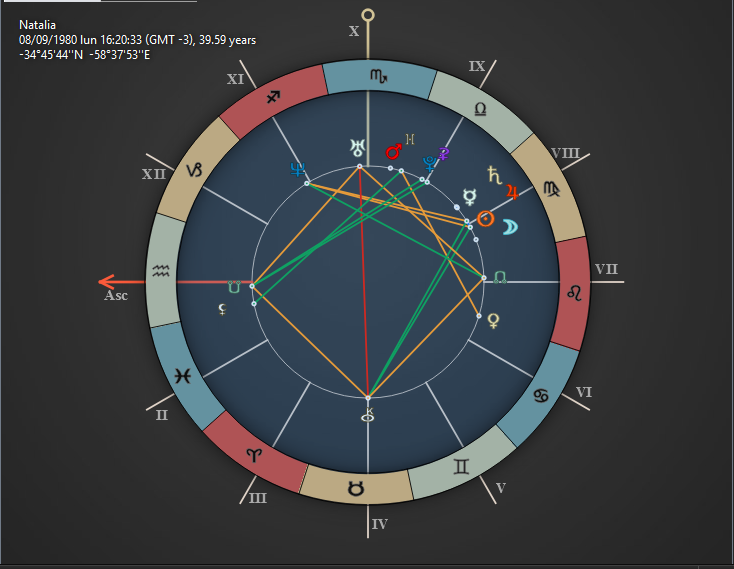 Natalia
08/09/1980 lun 16:20:33 (GMT -3), 39.59 years
-34°45'44''N -58°37'53''E
X
XI
IX
VIII
XII
VII
Asc
VI
II
V
III
IV